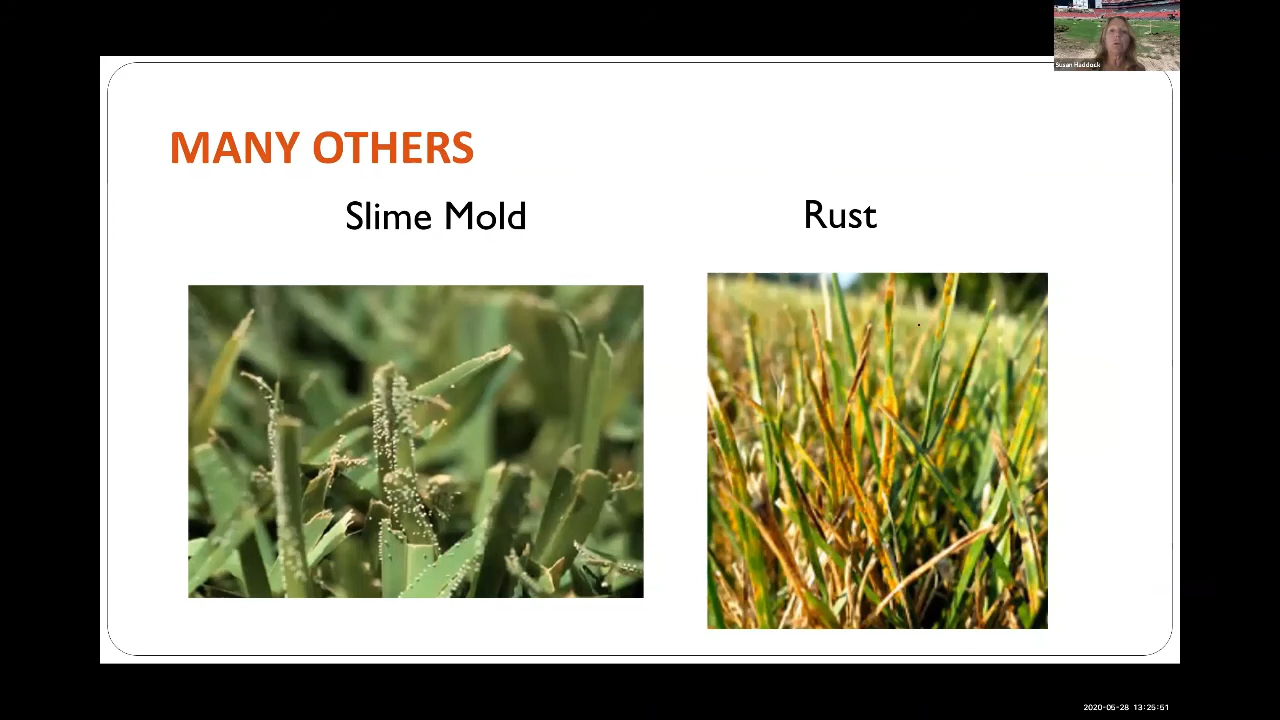 Susan Haddock
MANY OTHERS
Slime Mold
Rust
2020-05-28 13:25:51